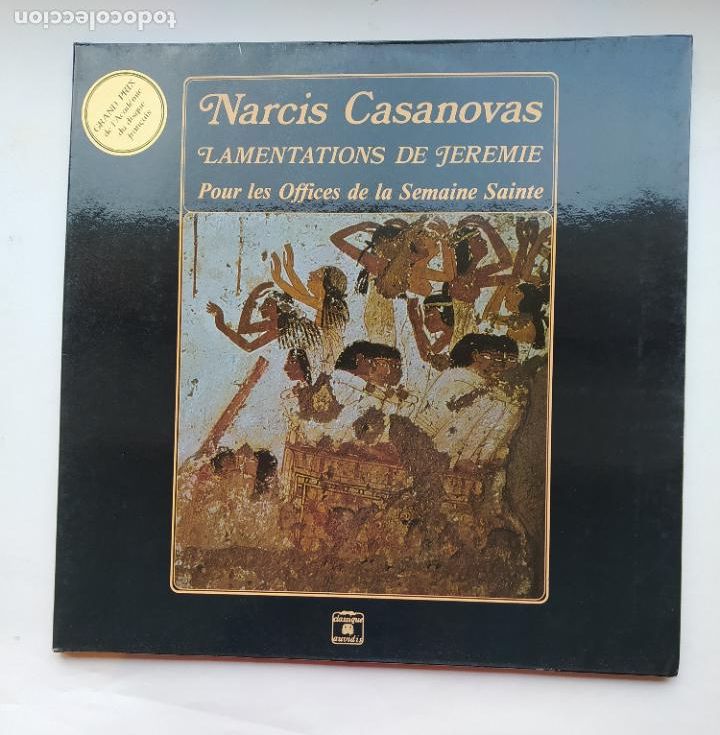 todocoleccion.net
GRAND PRIX
de l'Académie
du disque
français
Narcis Casanovas
LAMENTATIONS DE JEREMIE
Pour les Offices de la Semaine Sainte
classique
auvidis